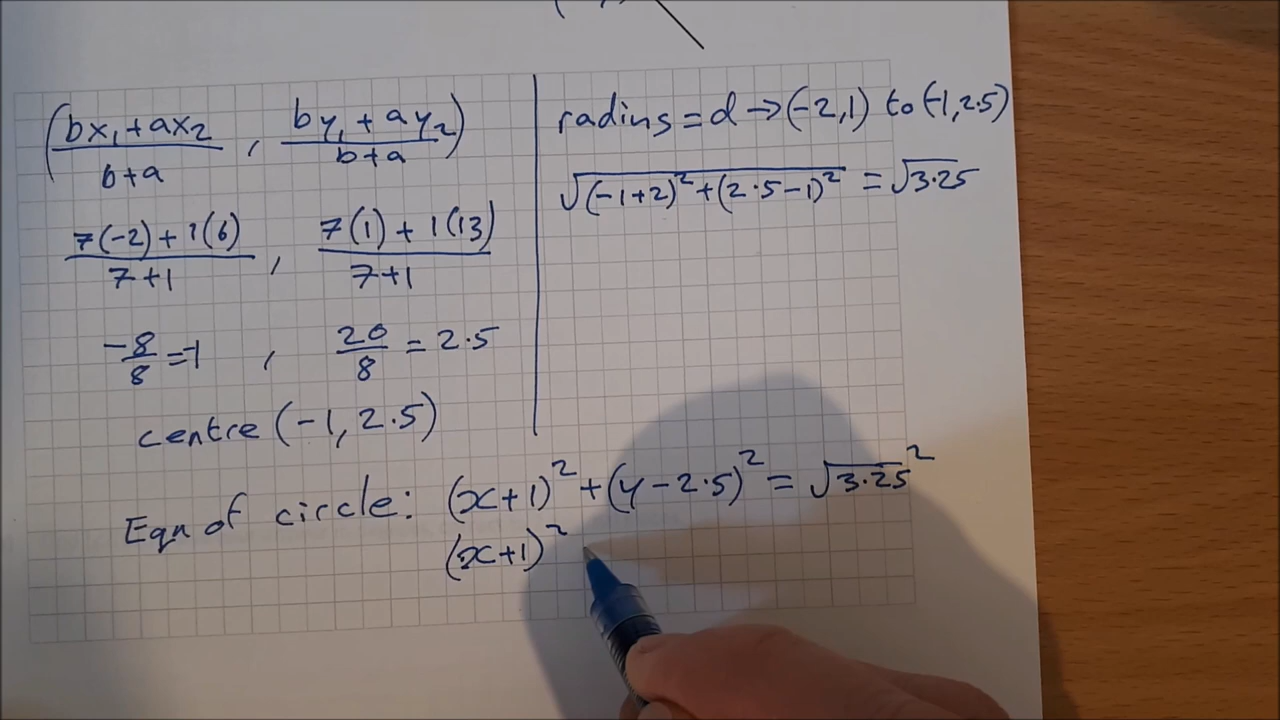 (bx₁+ax₂/b+a , by₁+ay₂/b+a)
7(-2)+1(6)/7+1 , 7(1)+1(13)/7+1
-8/8=-1 , 20/8=2·5
centre (-1, 2·5)
radius = d → (-2,1) to (-1,2·5)
√(-1+2)²+(2·5-1)² = √3·25
Eqn of circle: (x+1)²+(y-2·5)² = √3·25²
(x+1)²